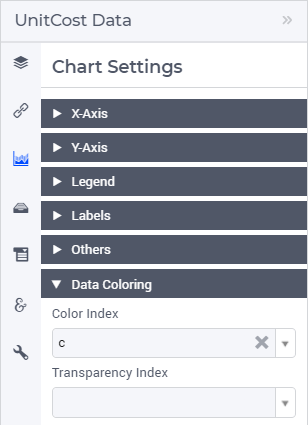 UnitCost Data
Chart Settings
X-Axis
Y-Axis
Legend
Labels
Others
Data Coloring
Color Index
c
Transparency Index